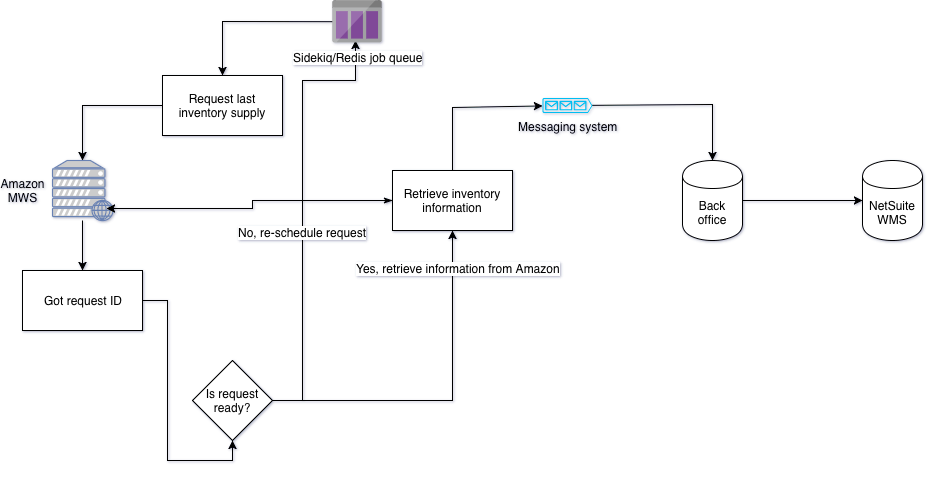 Sidekiq/Redis job queue
Request last
inventory supply
Messaging system
Amazon
MWS
Retrieve inventory
information
Back
office
NetSuite
WMS
No, re-schedule request
Yes, retrieve information from Amazon
Got request ID
Is request
ready?